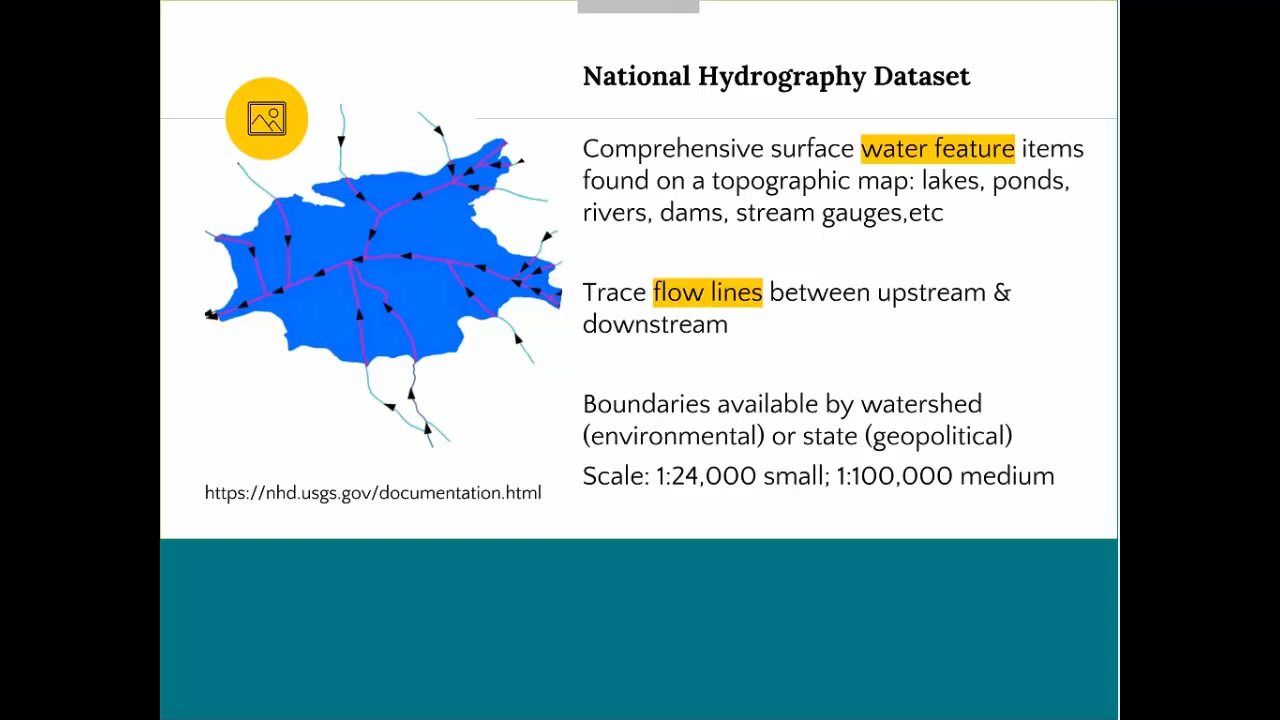 National Hydrography Dataset
Comprehensive surface water feature items
found on a topographic map: lakes, ponds,
rivers, dams, stream gauges,etc
Trace flow lines between upstream &
downstream
Boundaries available by watershed
(environmental) or state (geopolitical)
Scale: 1:24,000 small; 1:100,000 medium
https://nhd.usgs.gov/documentation.html